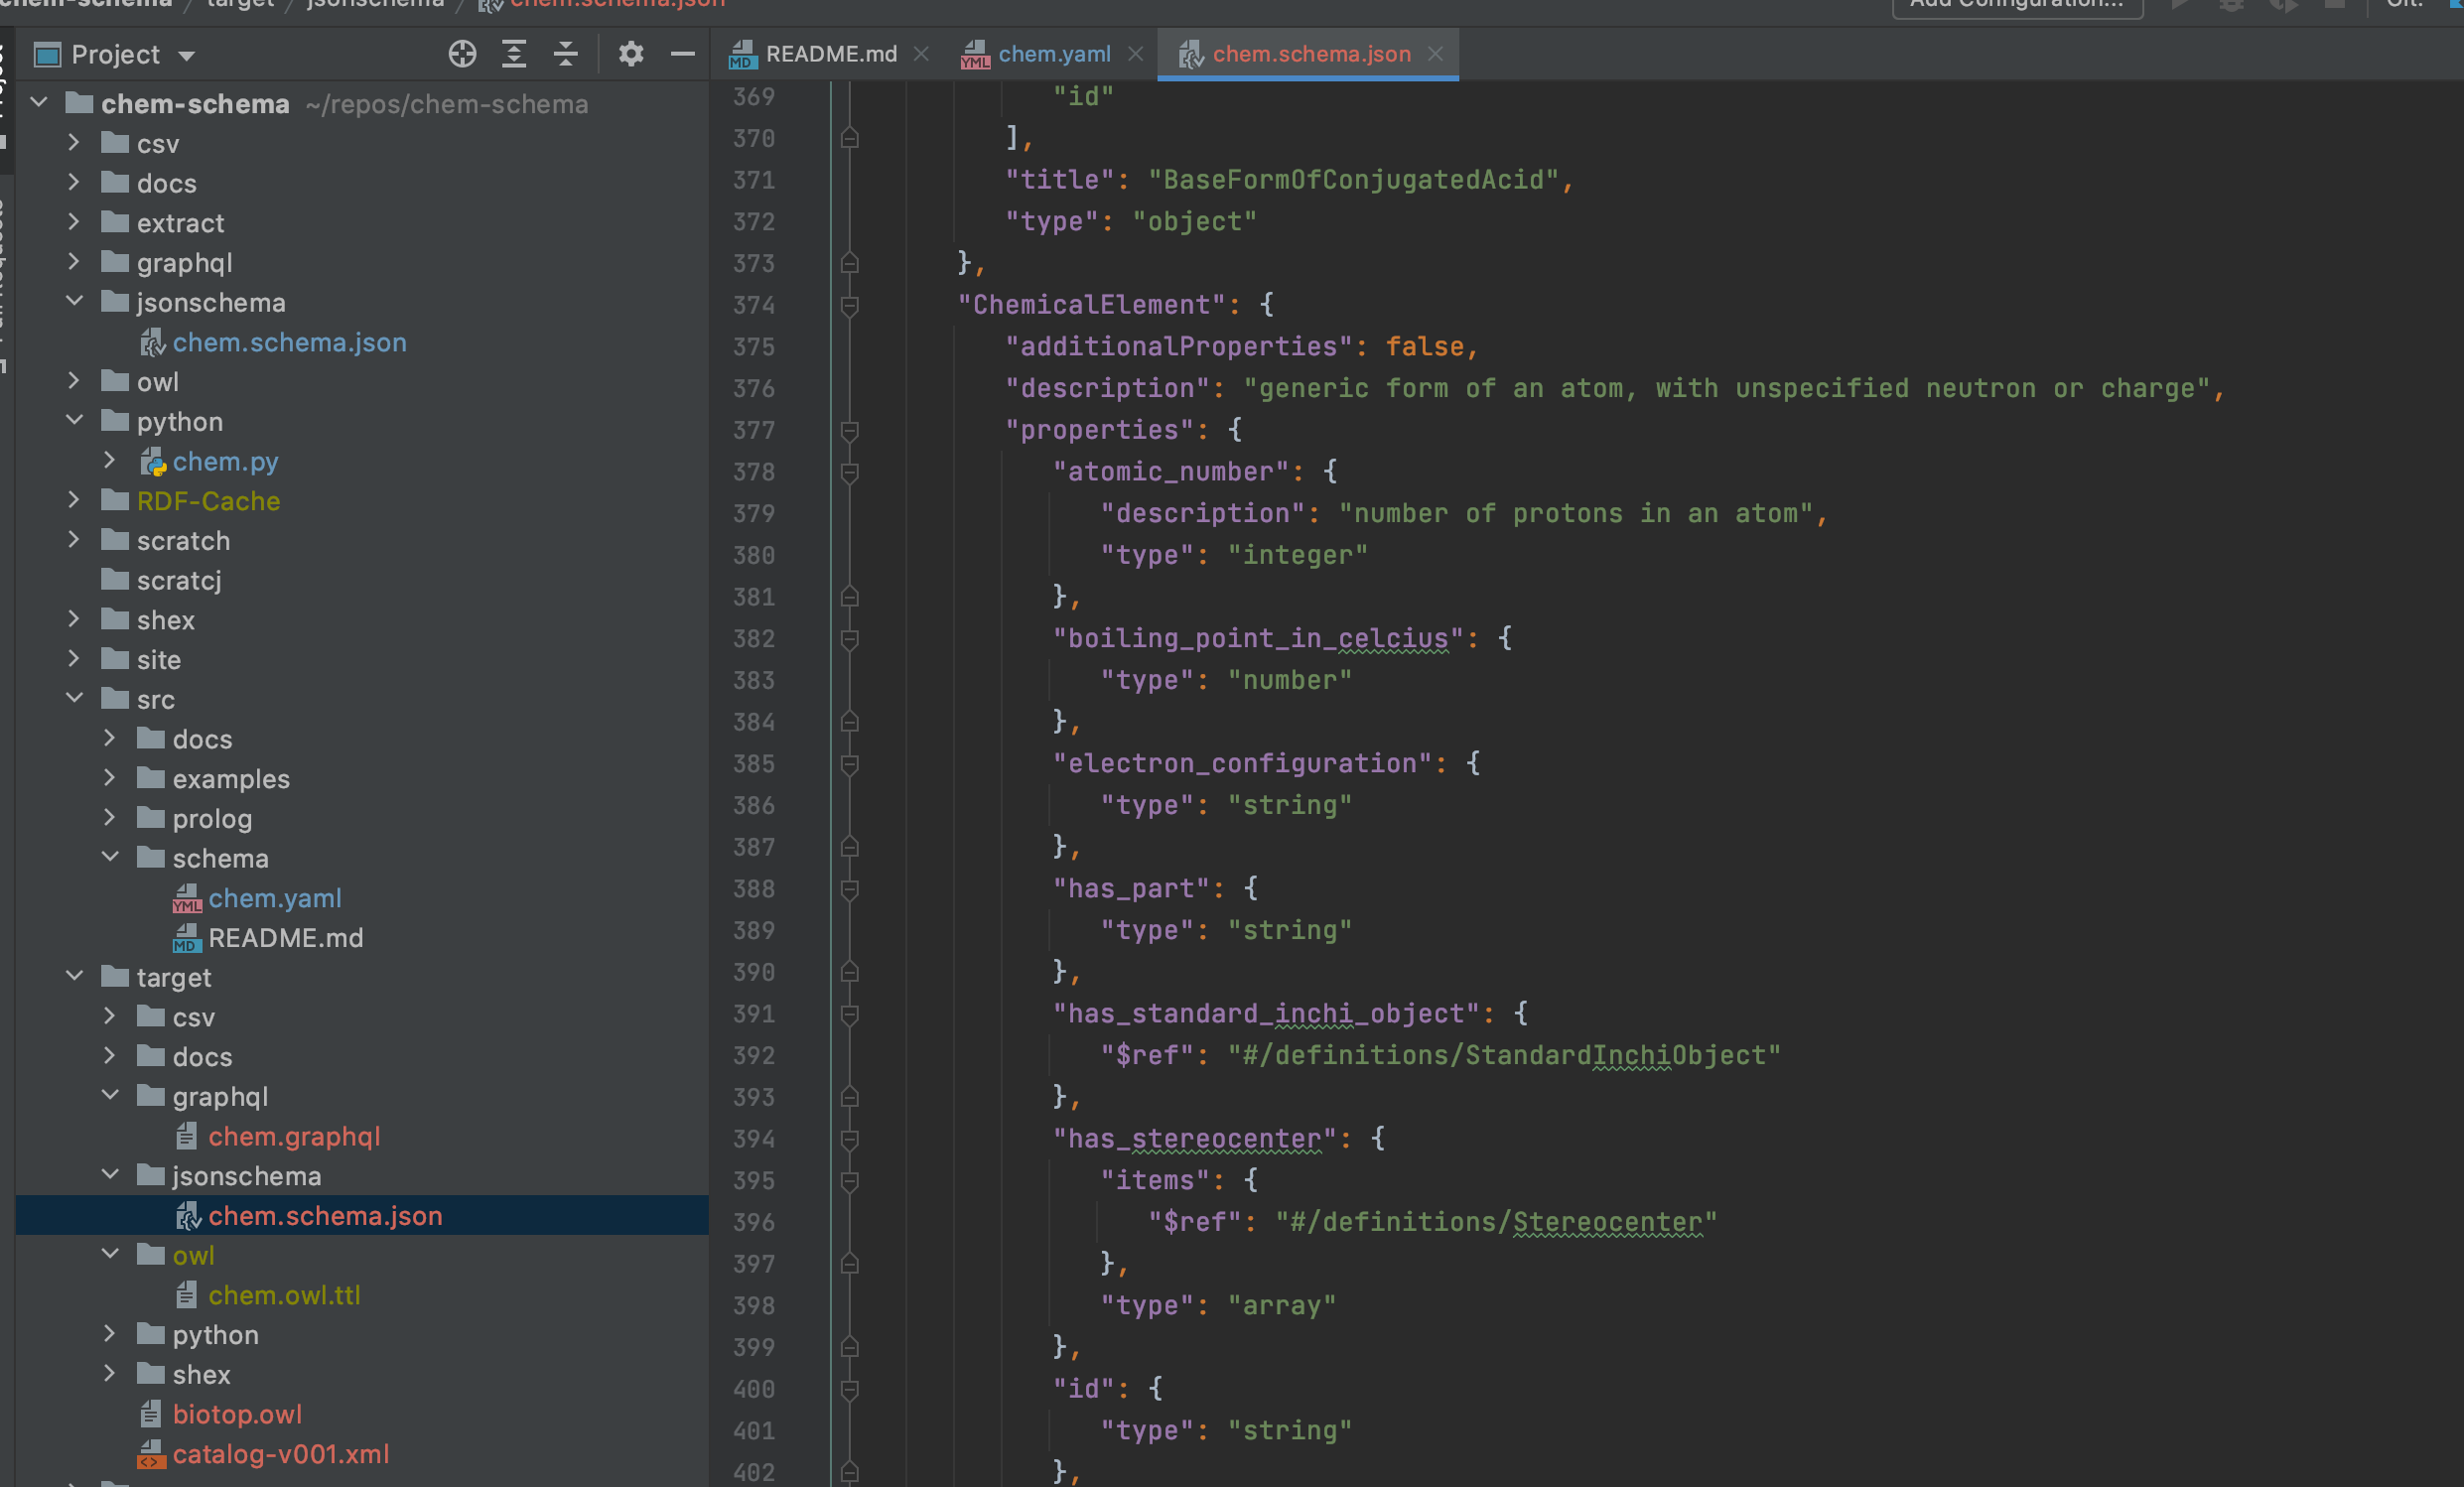 chem-schema / target / jsonschema / chem.schema.json
Add Configuration... Git:
Project
README.md
chem.yaml
chem.schema.json
chem-schema ~/repos/chem-schema
csv
docs
extract
graphql
jsonschema
chem.schema.json
owl
python
chem.py
RDF-Cache
scratch
scratcj
shex
site
src
docs
examples
prolog
schema
YML chem.yaml
MD README.md
target
csv
docs
graphql
chem.graphql
jsonschema
chem.schema.json
owl
chem.owl.ttl
python
shex
biotop.owl
catalog-v001.xml
369 "id"
370 ],
371 "title": "BaseFormOfConjugatedAcid",
372 "type": "object"
373 },
374 "ChemicalElement": {
375 "additionalProperties": false,
376 "description": "generic form of an atom, with unspecified neutron or charge",
377 "properties": {
378 "atomic_number": {
379 "description": "number of protons in an atom",
380 "type": "integer"
381 },
382 "boiling_point_in_celcius": {
383 "type": "number"
384 },
385 "electron_configuration": {
386 "type": "string"
387 },
388 "has_part": {
389 "type": "string"
390 },
391 "has_standard_inchi_object": {
392 "$ref": "#/definitions/StandardInchiObject"
393 },
394 "has_stereocenter": {
395 "items": {
396 "$ref": "#/definitions/Stereocenter"
397 },
398 "type": "array"
399 },
400 "id": {
401 "type": "string"
402 },